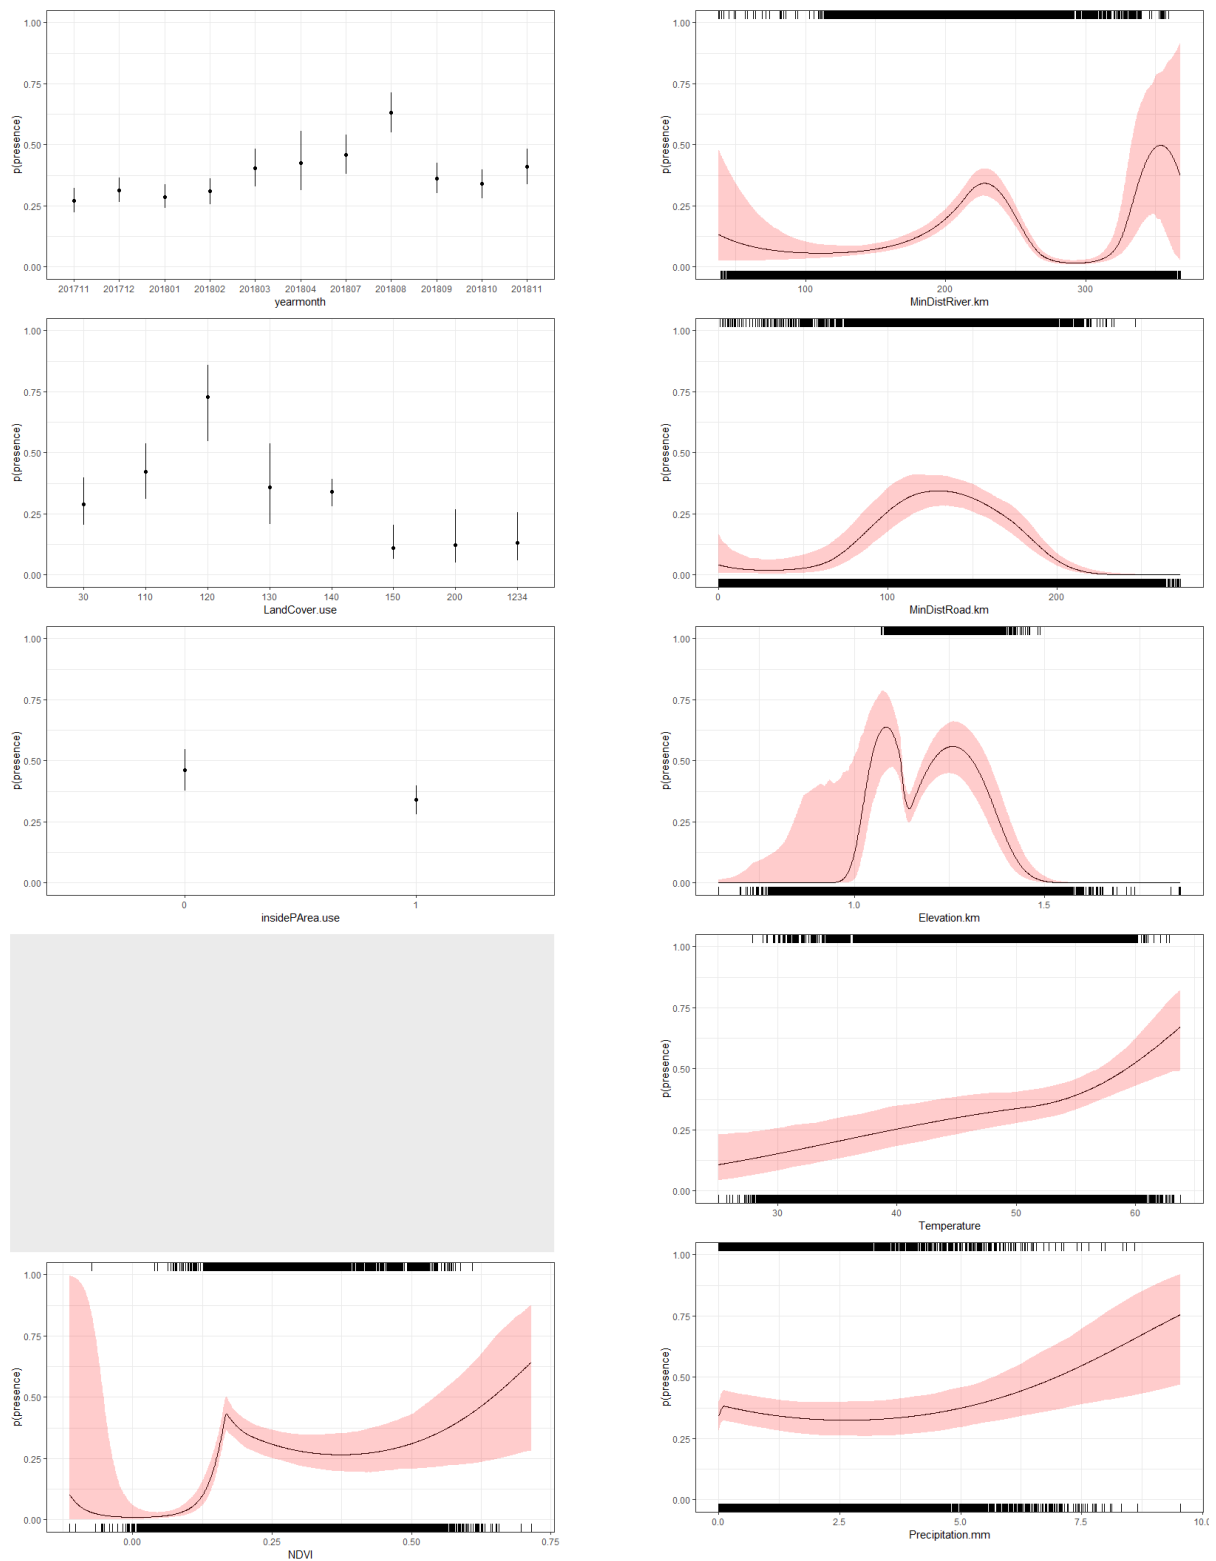 1.00
0.75
0.50
0.25
0.00
p(presence)
201711 201712 201801 201802 201803 201804 201807 201808 201809 201810 201811
yearmonth
1.00
0.75
0.50
0.25
0.00
p(presence)
100 200 300
MinDistRiver.km
1.00
0.75
0.50
0.25
0.00
p(presence)
30 110 120 130 140 150 200 1234
LandCover.use
1.00
0.75
0.50
0.25
0.00
p(presence)
0 100 200
MinDistRoad.km
1.00
0.75
0.50
0.25
0.00
p(presence)
0 1
insidePArea.use
1.00
0.75
0.50
0.25
0.00
p(presence)
1.0 1.5
Elevation.km
1.00
0.75
0.50
0.25
0.00
p(presence)
30 40 50 60
Temperature
1.00
0.75
0.50
0.25
0.00
p(presence)
0.00 0.25 0.50 0.75
NDVI
1.00
0.75
0.50
0.25
0.00
p(presence)
0.0 2.5 5.0 7.5 10.0
Precipitation.mm